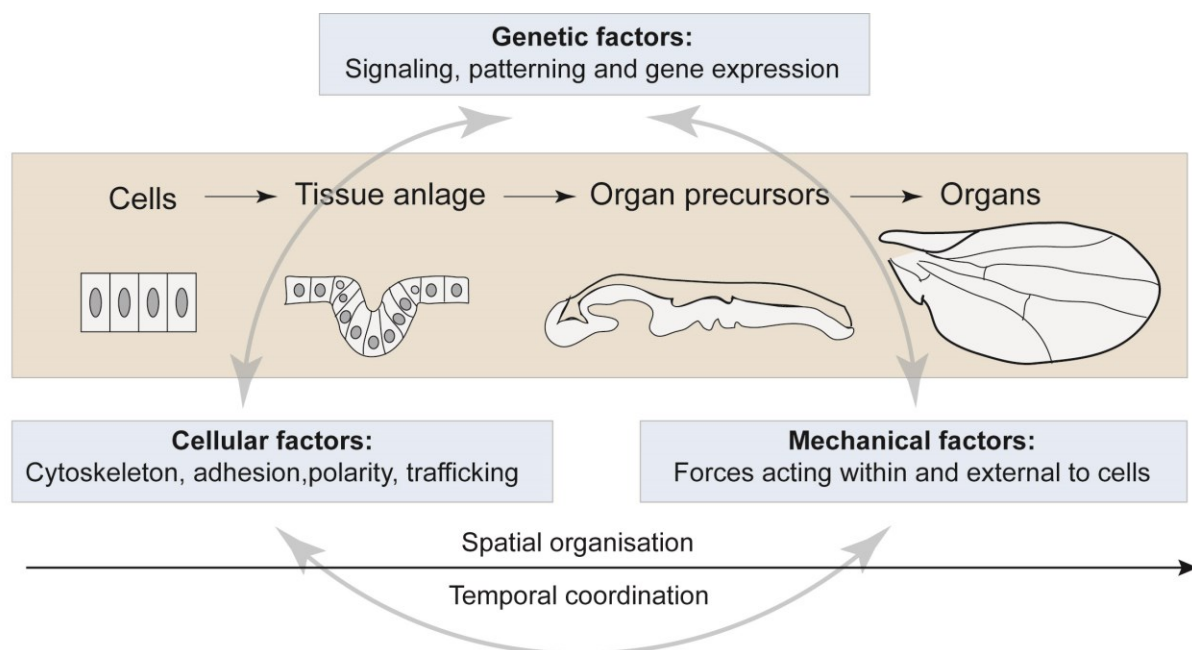 Genetic factors:
Signaling, patterning and gene expression
Cells
Tissue anlage
Organ precursors
Organs
Cellular factors:
Cytoskeleton, adhesion,polarity, trafficking
Mechanical factors:
Forces acting within and external to cells
Spatial organisation
Temporal coordination